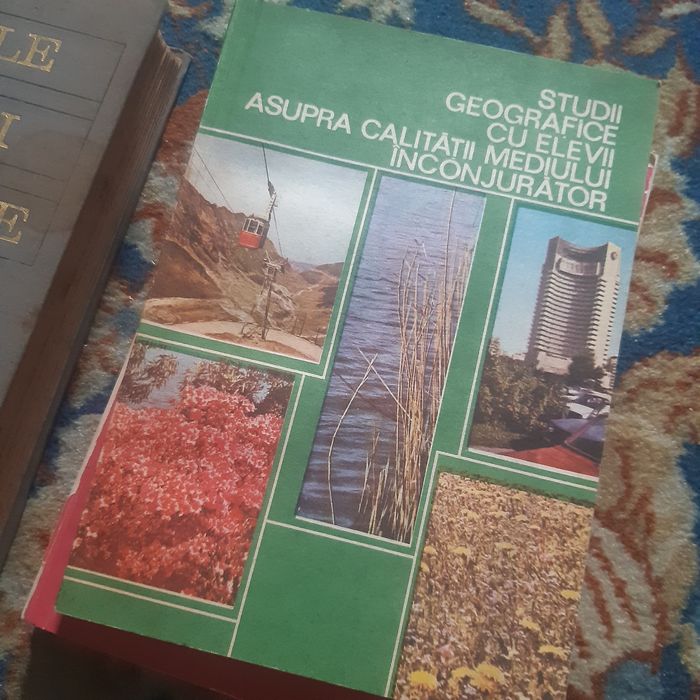 STUDII
GEOGRAFICE
CU ELEVII
ASUPRA CALITĂȚII MEDIULUI
ÎNCONJURĂTOR